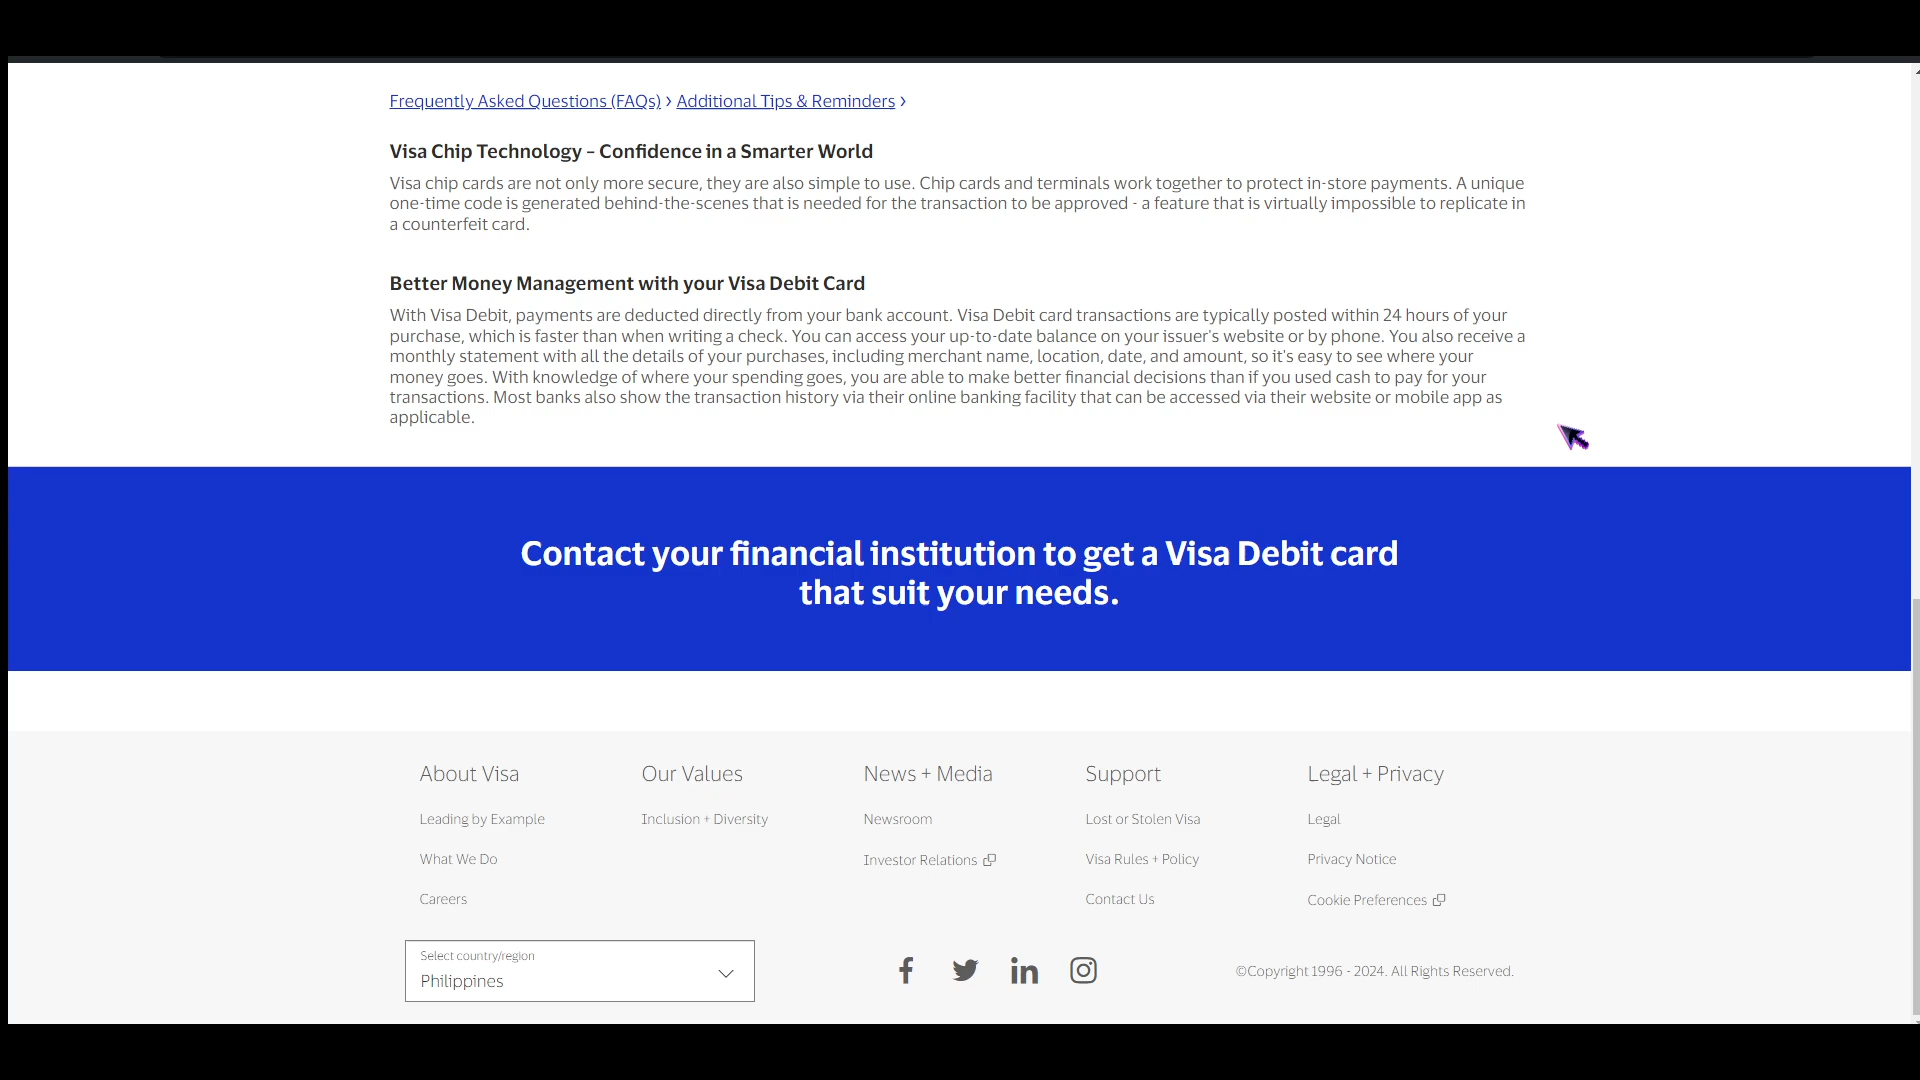 Frequently Asked Questions (FAQs) › Additional Tips & Reminders ›
Visa Chip Technology – Confidence in a Smarter World
Visa chip cards are not only more secure, they are also simple to use. Chip cards and terminals work together to protect in-store payments. A unique
one-time code is generated behind-the-scenes that is needed for the transaction to be approved - a feature that is virtually impossible to replicate in
a counterfeit card.
Better Money Management with your Visa Debit Card
With Visa Debit, payments are deducted directly from your bank account. Visa Debit card transactions are typically posted within 24 hours of your
purchase, which is faster than when writing a check. You can access your up-to-date balance on your issuer's website or by phone. You also receive a
monthly statement with all the details of your purchases, including merchant name, location, date, and amount, so it's easy to see where your
money goes. With knowledge of where your spending goes, you are able to make better financial decisions than if you used cash to pay for your
transactions. Most banks also show the transaction history via their online banking facility that can be accessed via their website or mobile app as
applicable.
Contact your financial institution to get a Visa Debit card
that suit your needs.
About Visa
Leading by Example
What We Do
Careers
Our Values
Inclusion + Diversity
News + Media
Newsroom
Investor Relations
Support
Lost or Stolen Visa
Visa Rules + Policy
Contact Us
Legal + Privacy
Legal
Privacy Notice
Cookie Preferences
Select country/region
Philippines
©Copyright 1996 - 2024. All Rights Reserved.